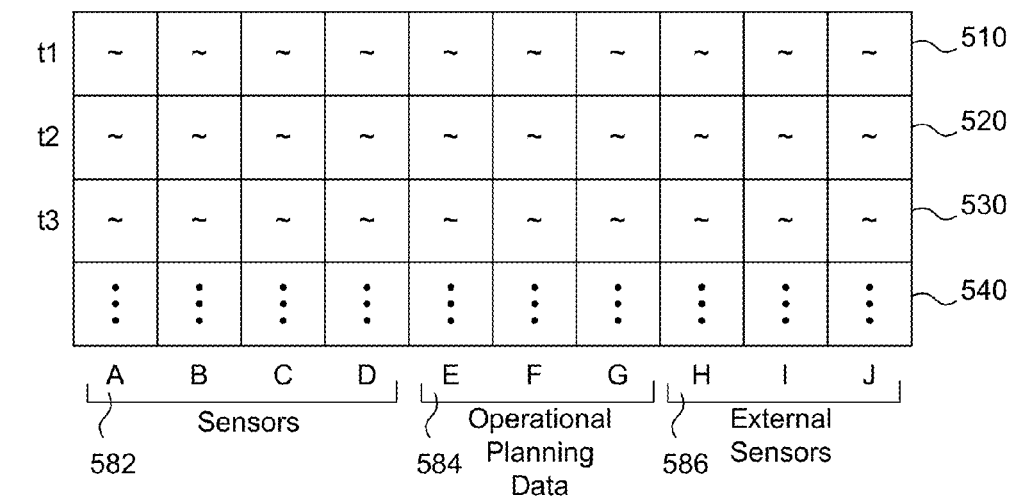 t1 ~ ~ ~ ~ ~ ~ ~ ~ ~ ~ 510
t2 ~ ~ ~ ~ ~ ~ ~ ~ ~ ~ 520
t3 ~ ~ ~ ~ ~ ~ ~ ~ ~ ~ 530
⋮ ⋮ ⋮ ⋮ ⋮ ⋮ ⋮ ⋮ ⋮ ⋮ 540
A B C D E F G H I J
Sensors
582
Operational
Planning
Data
584
External
Sensors
586